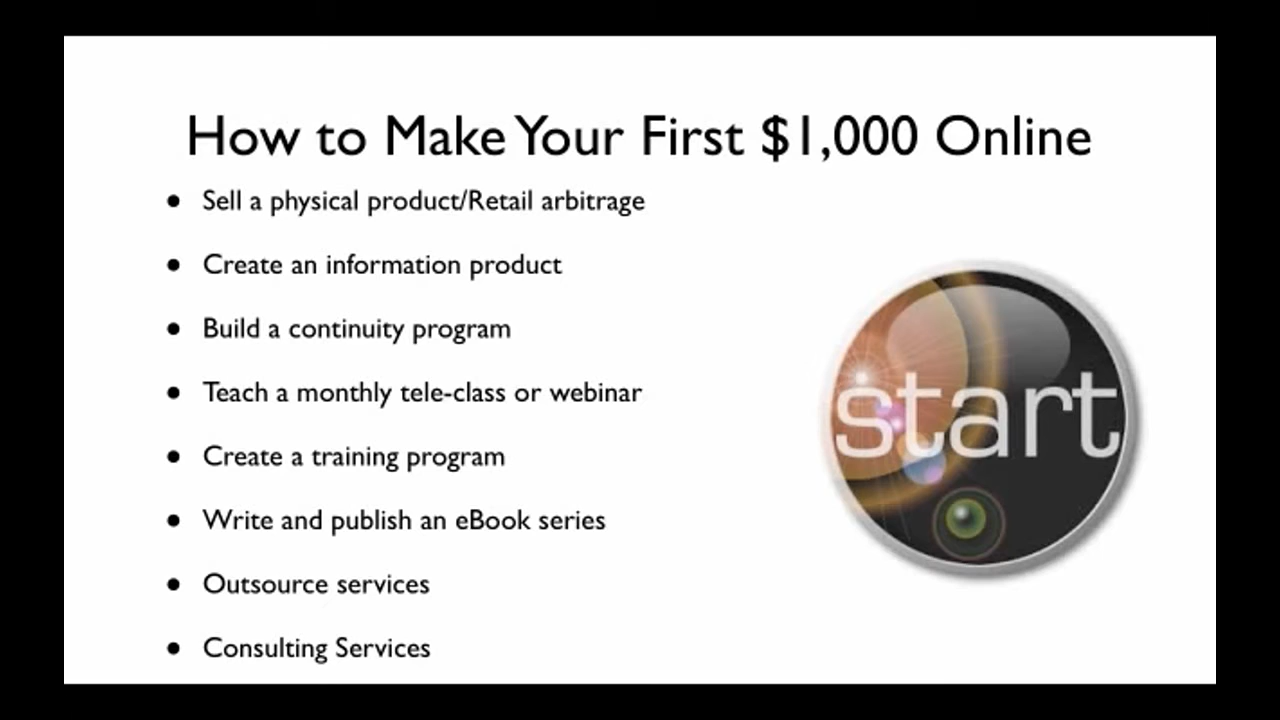 How to Make Your First $1,000 Online
• Sell a physical product/Retail arbitrage
• Create an information product
• Build a continuity program
• Teach a monthly tele-class or webinar
• Create a training program
• Write and publish an eBook series
• Outsource services
• Consulting Services
start